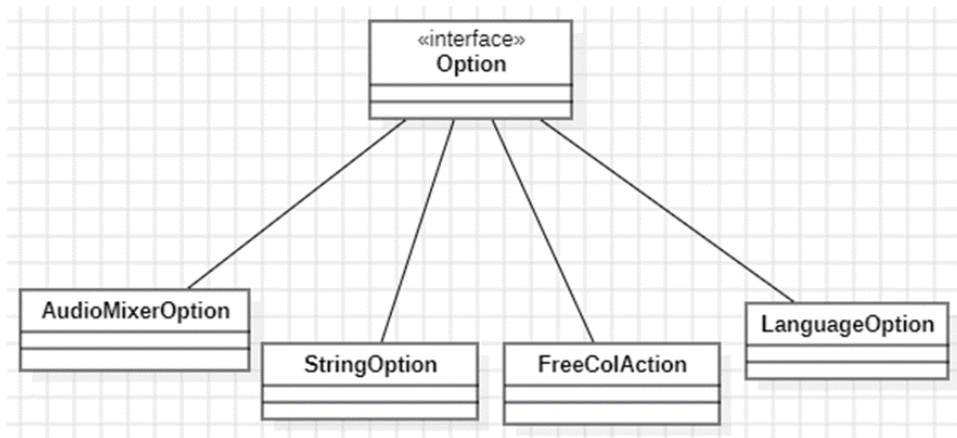 «interface»
Option
AudioMixerOption
StringOption
FreeColAction
LanguageOption